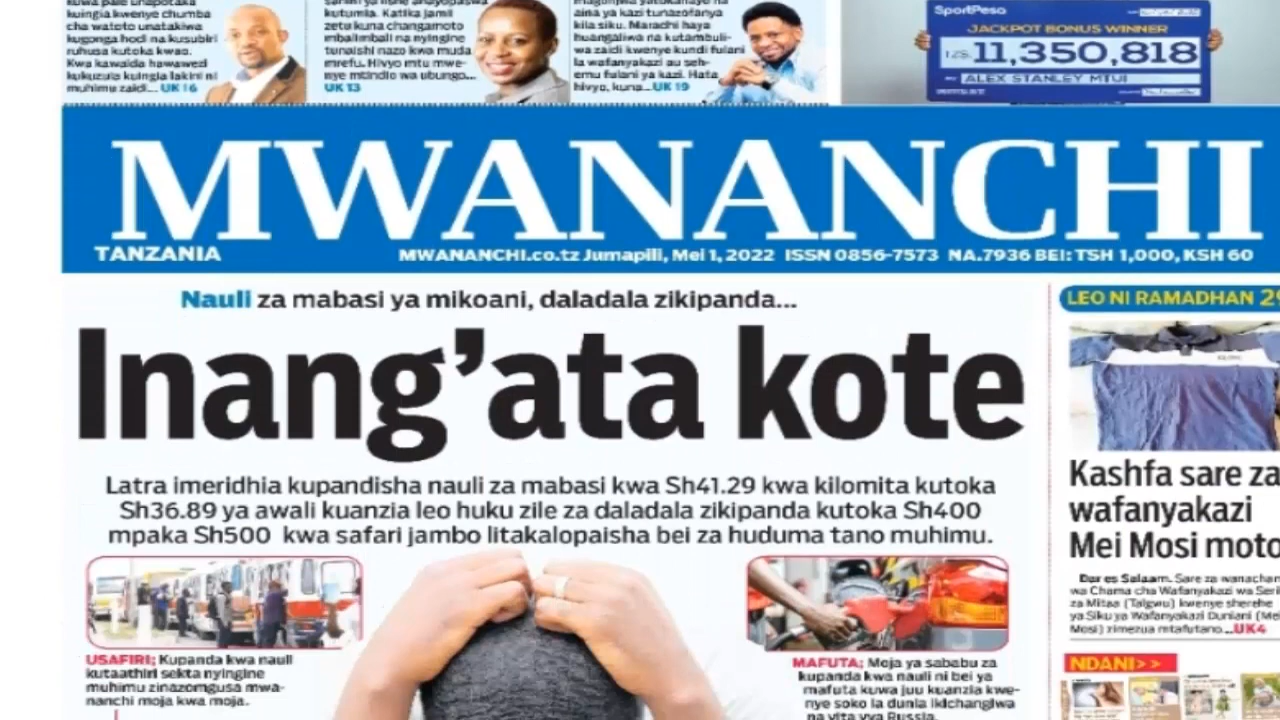 kuwa pale unapotaka
kuingia kwenye chumba
cha watoto unatakiwa
kugonga hodi na kusubiri
ruhusa kutoka kwao.
Kwa kawaida hawawezi
kukuzuia kuingia lakini ni
muhimu zaidi... UK 16
kutumia. Katika jamii
zetu kuna changamoto
mbalimbali na nyingine
tunaishi nazo kwa muda
mrefu. Hivyo mtu mwe-
nye mtindio wa ubongo...
UK 13
aina ya kazi tunazofanya
kila siku. Maradhi haya
huangaliwa na kutambuli-
wa zaidi kwenye kundi fulani
la wafanyakazi au seh-
emu fulani ya kazi. Hata
hivyo, kuna...UK 19
SportPesa
JACKPOT BONUS WINNER
TZS. 11,350,818
ALEX STANLEY MTUI
MWANANCHI
TANZANIA
MWANANCHI.co.tz Jumapili, Mei 1, 2022 ISSN 0856-7573 NA.7936 BEI: TSH 1,000, KSH 60
Nauli za mabasi ya mikoani, daladala zikipanda...
Inang'ata kote
Latra imeridhia kupandisha nauli za mabasi kwa Sh41.29 kwa kilomita kutoka
Sh36.89 ya awali kuanzia leo huku zile za daladala zikipanda kutoka Sh400
mpaka Sh500 kwa safari jambo litakalopaisha bei za huduma tano muhimu.
USAFIRI; Kupanda kwa nauli
kutaathiri sekta nyingine
muhimu zinazomgusa mwa-
nanchi moja kwa moja.
MAFUTA; Moja ya sababu za
kupanda kwa nauli ni bei ya
mafuta kuwa juu kuanzia kwe-
nye soko la dunia ikichangiwa
na vita vya Russia.
LEO NI RAMADHAN 29
Kashfa sare za
wafanyakazi
Mei Mosi moto
Dar es Salaam. Sare za wanacham
wa Chama cha Wafanyakazi wa Seri
za Mitaa (Talgwu) kwenye sherehe
ya Siku ya Wafanyakazi Duniani (Mei
Mosi) zimezua mtafutano...UK4
NDANI>>